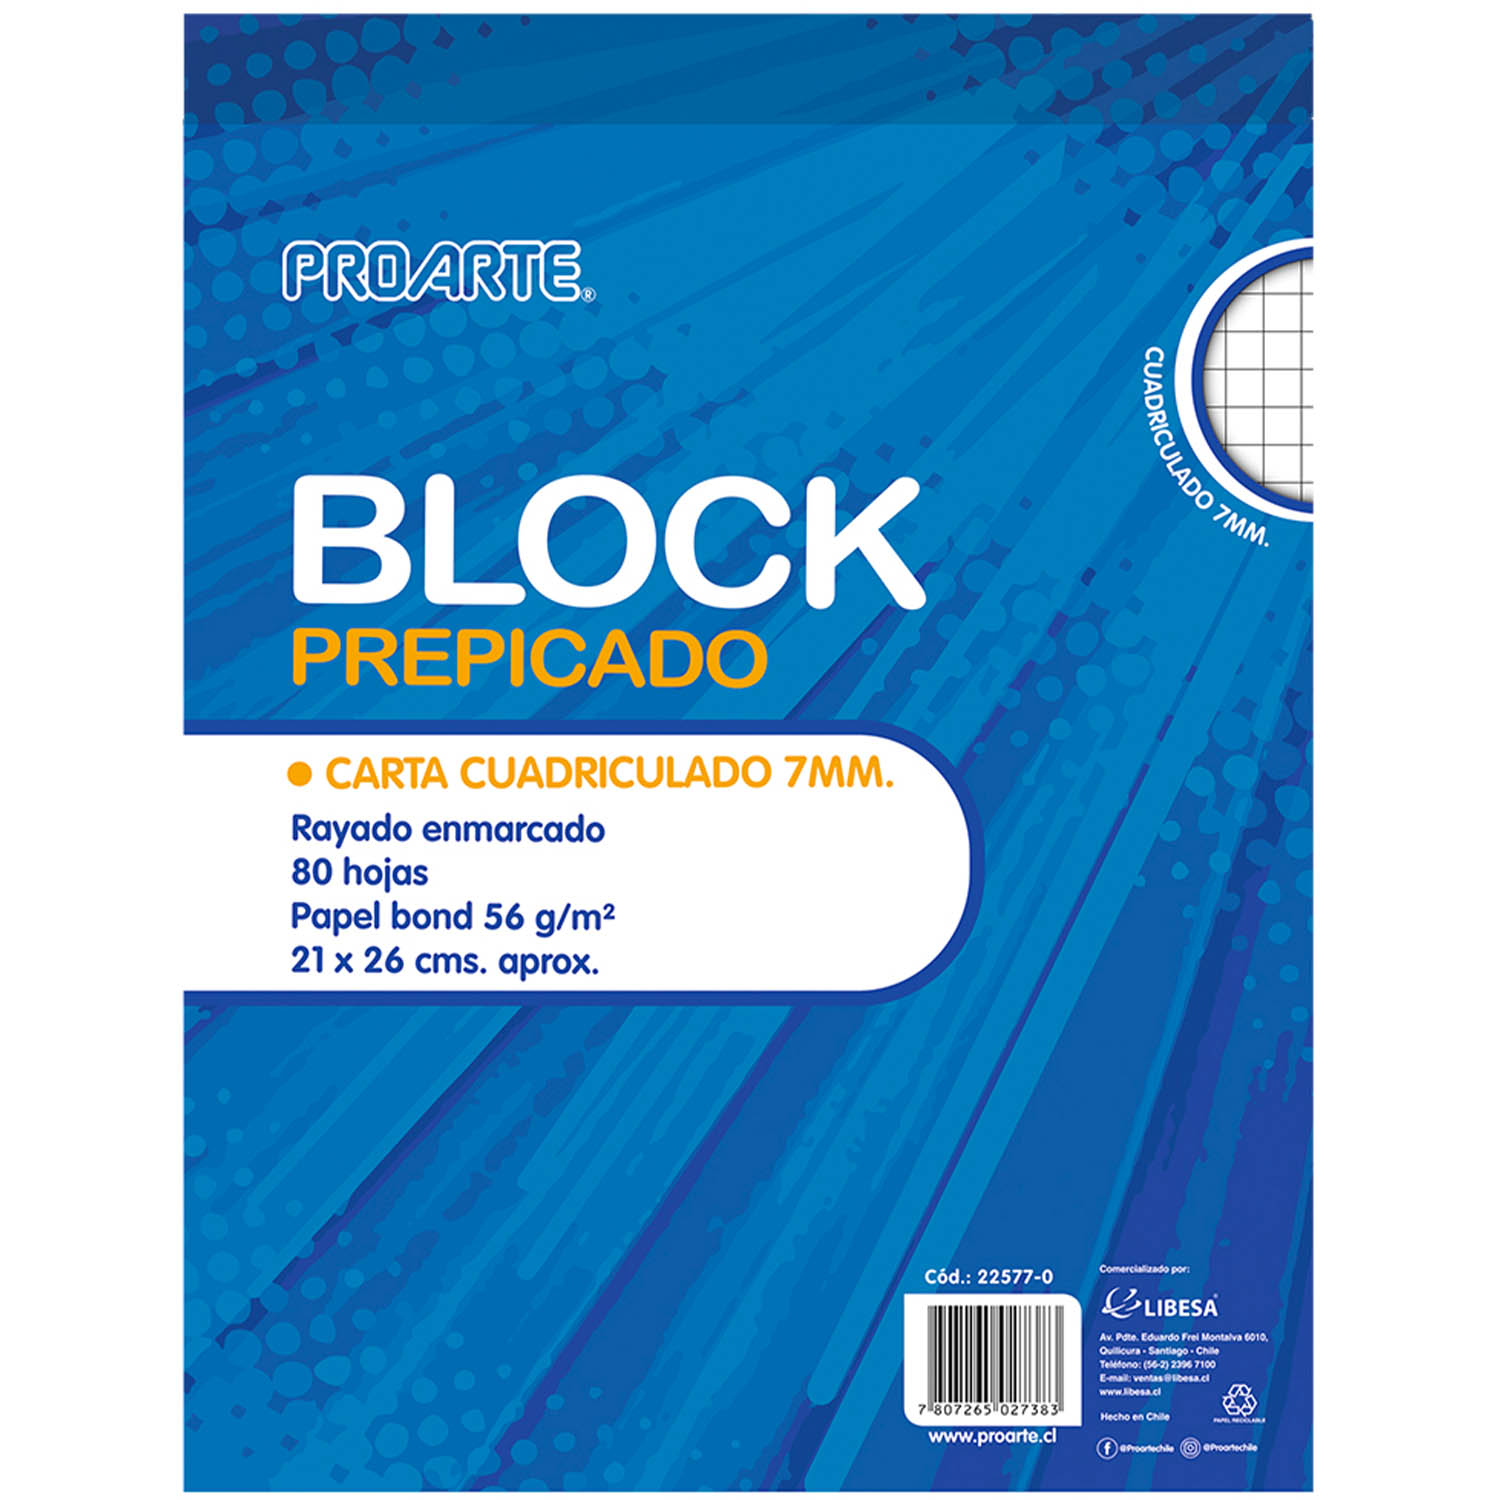 PROARTE®
CUADRICULADO 7MM.
BLOCK
PREPICADO
● CARTA CUADRICULADO 7MM.
Rayado enmarcado
80 hojas
Papel bond 56 g/m²
21 x 26 cms. aprox.
Cód.: 22577-0
7 807265 027383
www.proarte.cl
Comercializado por:
LIBESA
Av. Pdte. Eduardo Frei Montalva 6010,
Quilicura - Santiago - Chile
Teléfono: (56-2) 2396 7100
E-mail: ventas@libesa.cl
www.libesa.cl
Hecho en Chile
PAPEL RECICLABLE
@Proartechile @Proartechile